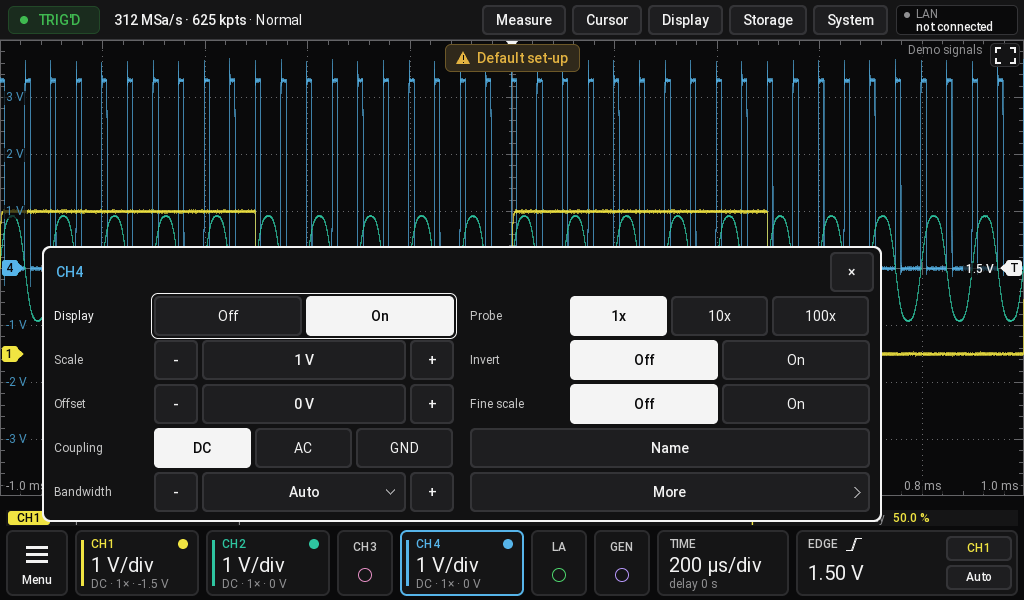 TRIG'D
312 MSa/s · 625 kpts · Normal
Measure
Cursor
Display
Storage
System
LAN
not connected
Default set-up
Demo signals
3 V
2 V
1 V
4
1.5 V
T
CH4
×
Display
Off
On
Probe
1x
10x
100x
Scale
-
1 V
+
Invert
Off
On
Offset
-
0 V
+
Fine scale
Off
On
Coupling
DC
AC
GND
Name
Bandwidth
-
Auto
+
More
-1 V
1
-2 V
-3 V
-1.0 ms
0.8 ms
1.0 ms
CH1
50.0 %
Menu
CH1
1 V/div
DC · 1× · -1.5 V
CH2
1 V/div
DC · 1× · 0 V
CH3
CH4
1 V/div
DC · 1× · 0 V
LA
GEN
TIME
200 µs/div
delay 0 s
EDGE
1.50 V
CH1
Auto